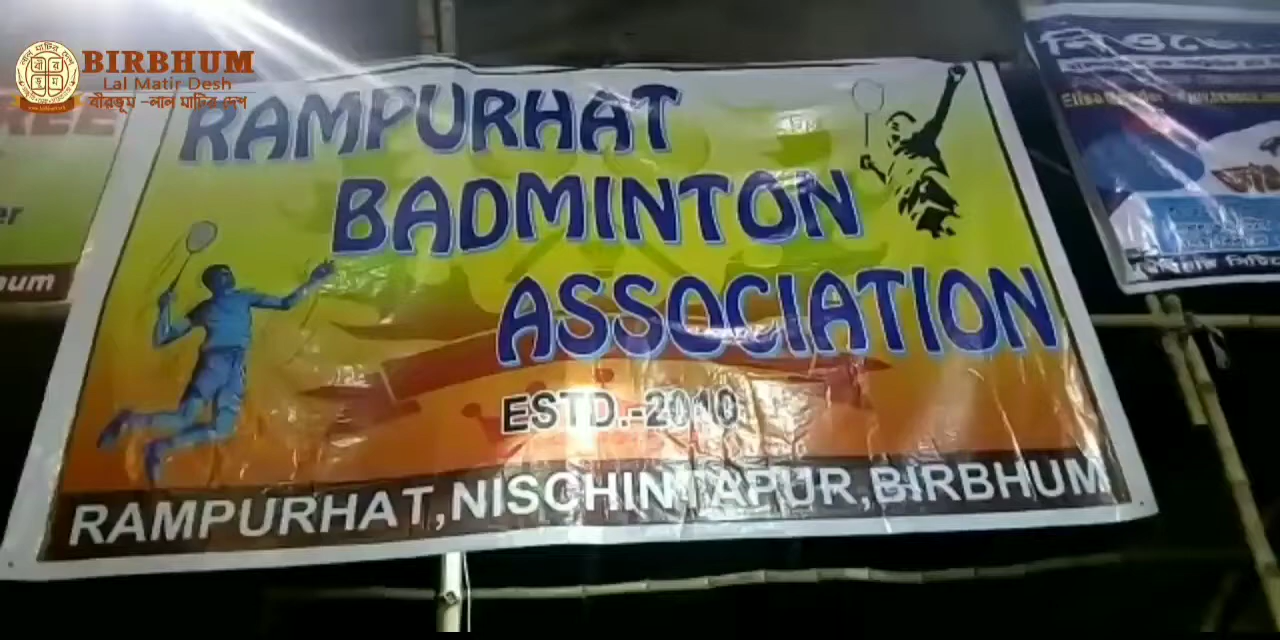 BIRBHUM
Lal Matir Desh
বীরভূম -লাল মাটির দেশ
RAMPURHAT
BADMINTON
ASSOCIATION
ESTD.-2010
RAMPURHAT,NISCHINTAPUR,BIRBHUM